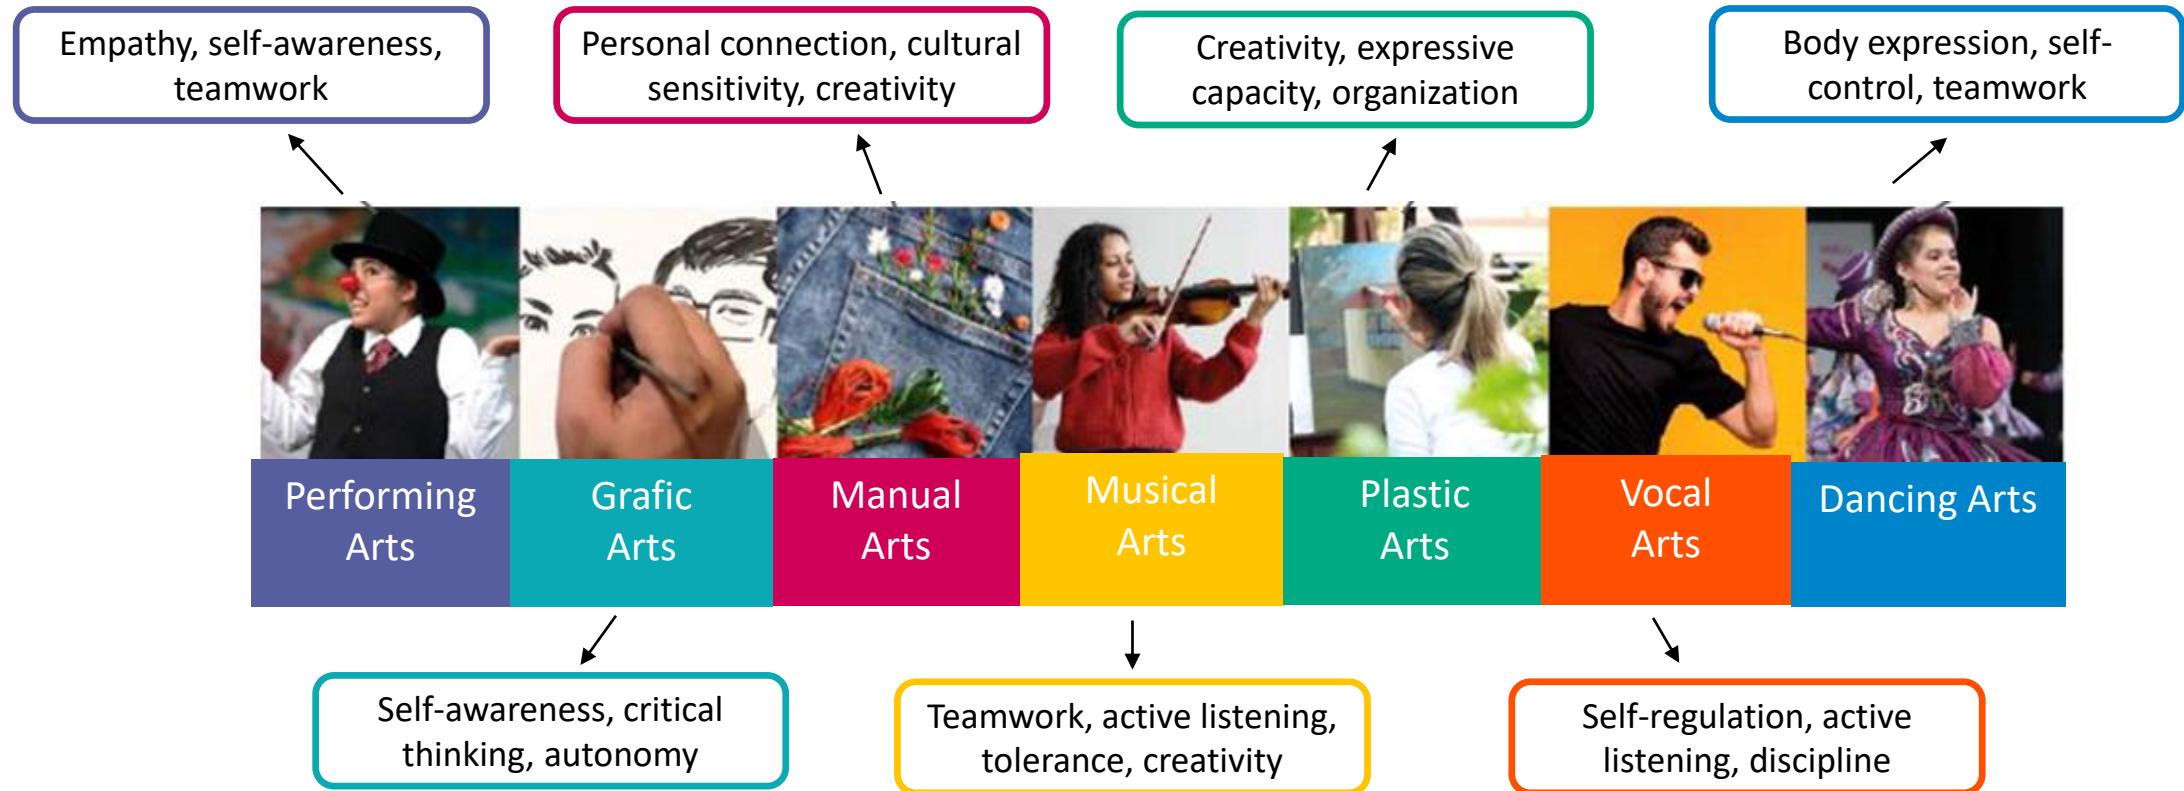 Empathy, self-awareness,
teamwork
Personal connection, cultural
sensitivity, creativity
Creativity, expressive
capacity, organization
Body expression, self-
control, teamwork
Performing
Arts
Grafic
Arts
Manual
Arts
Musical
Arts
Plastic
Arts
Vocal
Arts
Dancing Arts
Self-awareness, critical
thinking, autonomy
Teamwork, active listening,
tolerance, creativity
Self-regulation, active
listening, discipline